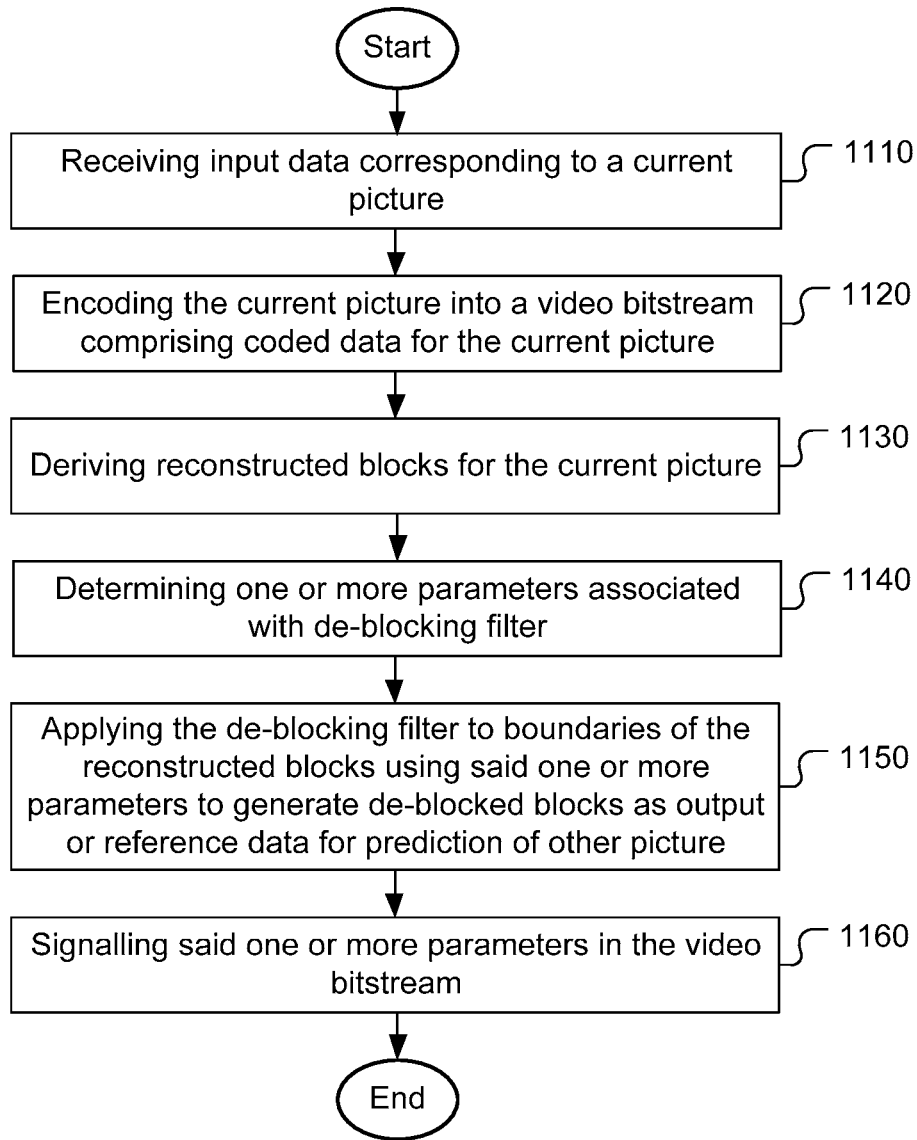 Start
Receiving input data corresponding to a current
picture
1110
Encoding the current picture into a video bitstream
comprising coded data for the current picture
1120
Deriving reconstructed blocks for the current picture
1130
Determining one or more parameters associated
with de-blocking filter
1140
Applying the de-blocking filter to boundaries of the
reconstructed blocks using said one or more
parameters to generate de-blocked blocks as output
or reference data for prediction of other picture
1150
Signalling said one or more parameters in the video
bitstream
1160
End